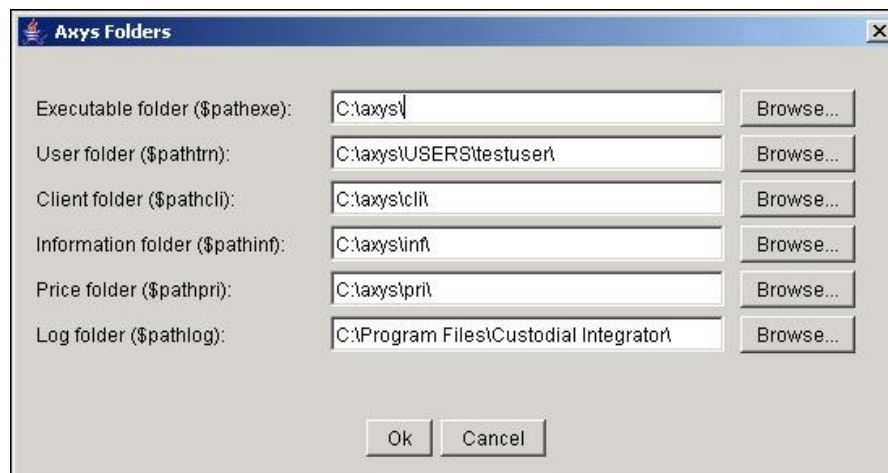 Axys Folders
Executable folder ($pathexe): C:\axys\ Browse...
User folder ($pathtrn): C:\axys\USERS\testuser\ Browse...
Client folder ($pathcli): C:\axys\cli\ Browse...
Information folder ($pathinf): C:\axys\inf\ Browse...
Price folder ($pathpri): C:\axys\pri\ Browse...
Log folder ($pathlog): C:\Program Files\Custodial Integrator\ Browse...
Ok Cancel